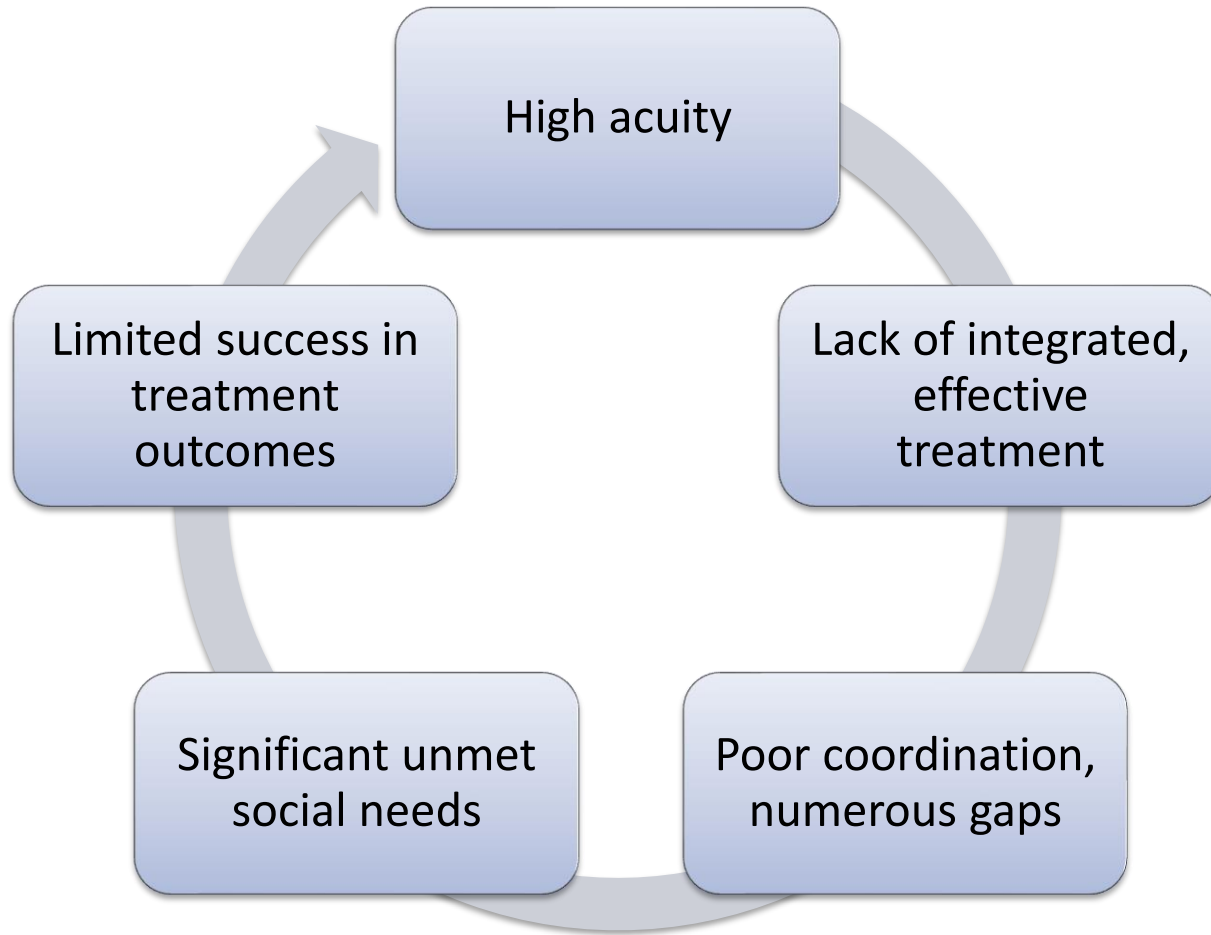 High acuity
Lack of integrated,
effective
treatment
Poor coordination,
numerous gaps
Significant unmet
social needs
Limited success in
treatment
outcomes